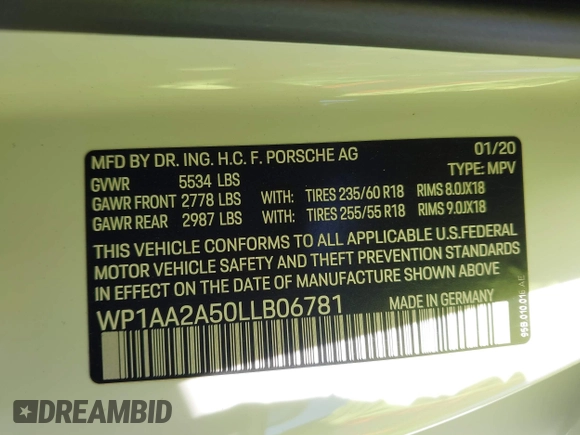 MFD BY DR. ING. H.C. F. PORSCHE AG 01/20
GVWR 5534 LBS TYPE: MPV
GAWR FRONT 2778 LBS WITH: TIRES 235/60 R18 RIMS 8.0JX18
GAWR REAR 2987 LBS WITH: TIRES 255/55 R18 RIMS 9.0JX18
THIS VEHICLE CONFORMS TO ALL APPLICABLE U.S.FEDERAL
MOTOR VEHICLE SAFETY AND THEFT PREVENTION STANDARDS
IN EFFECT ON THE DATE OF MANUFACTURE SHOWN ABOVE
WP1AA2A50LLB06781 MADE IN GERMANY
95B 010 016
DREAMBID